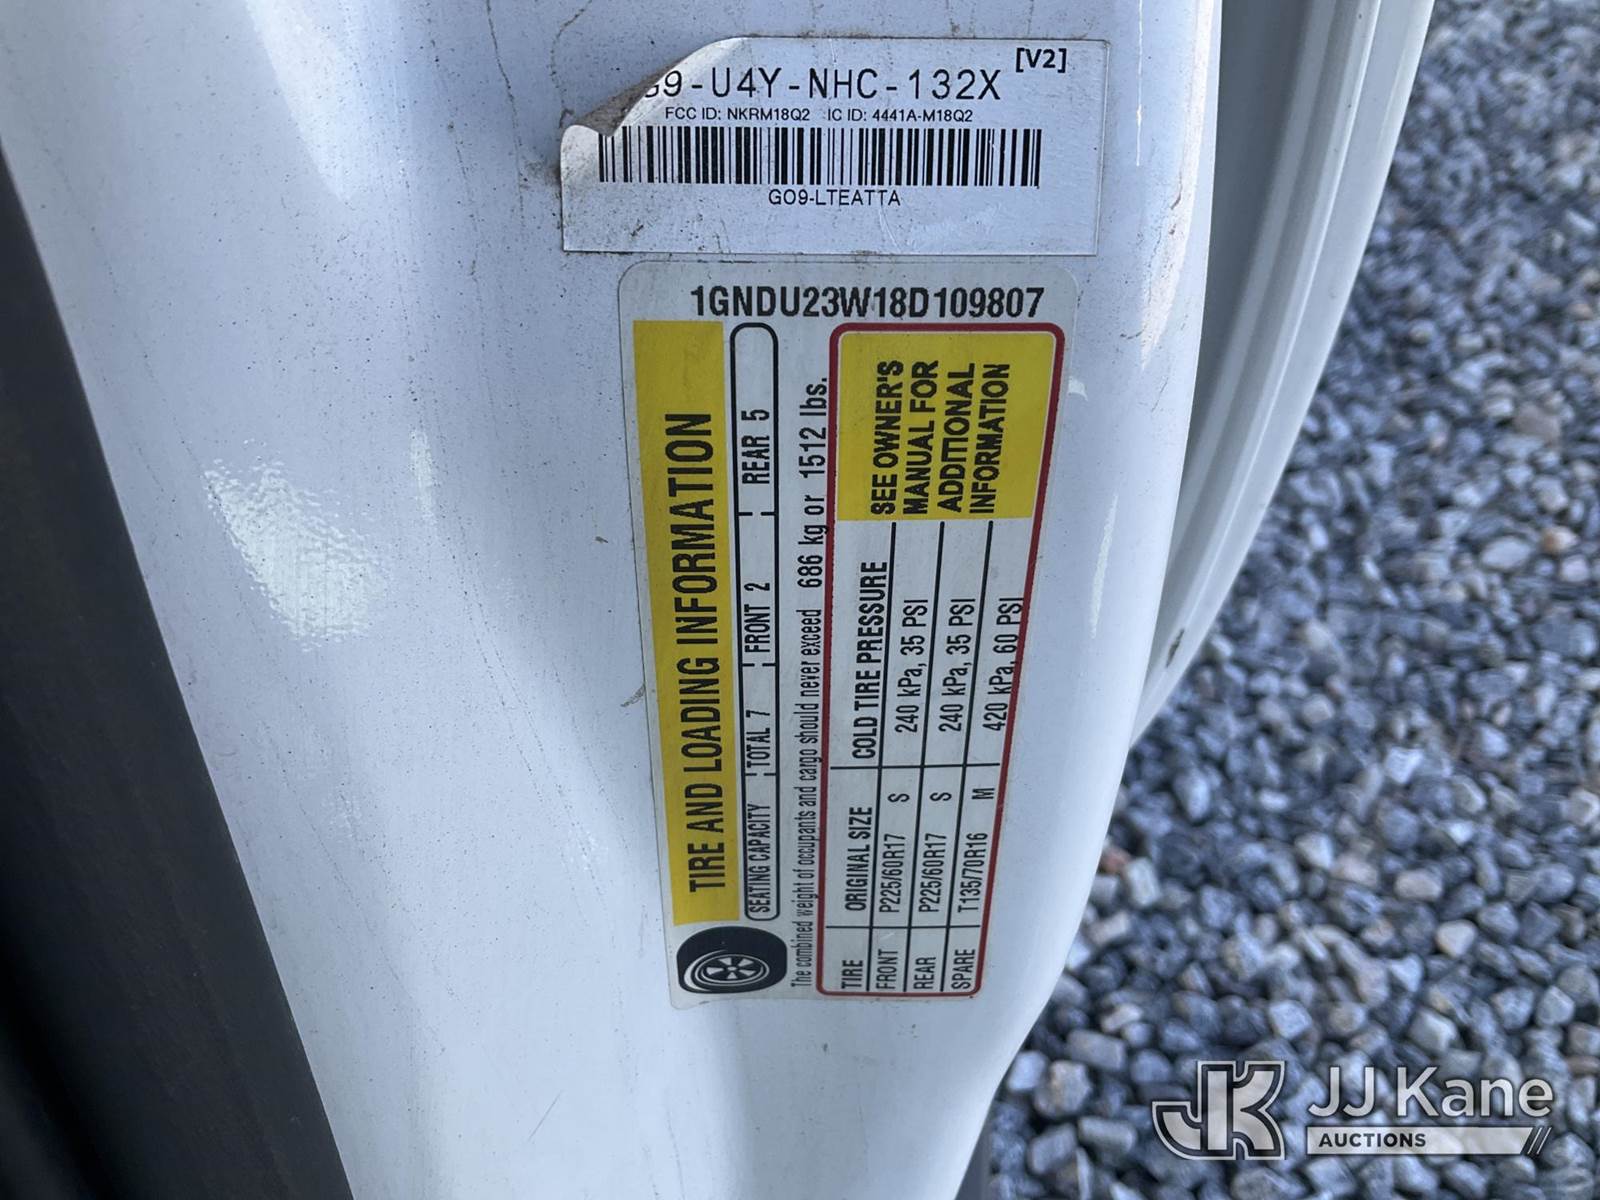 [V2]
G9-U4Y-NHC-132X
FCC ID: NKRM18Q2 IC ID: 4441A-M18Q2
GO9-LTEATTA
1GNDU23W18D109807
TIRE AND LOADING INFORMATION
SEATING CAPACITY TOTAL 7 FRONT 2 REAR 5
The combined weight of occupants and cargo should never exceed 686 kg or 1512 lbs.
TIRE ORIGINAL SIZE COLD TIRE PRESSURE
FRONT P225/60R17 S 240 kPa, 35 PSI
REAR P225/60R17 S 240 kPa, 35 PSI
SPARE T135/70R16 M 420 kPa, 60 PSI
SEE OWNER'S
MANUAL FOR
ADDITIONAL
INFORMATION
JK JJ Kane
AUCTIONS